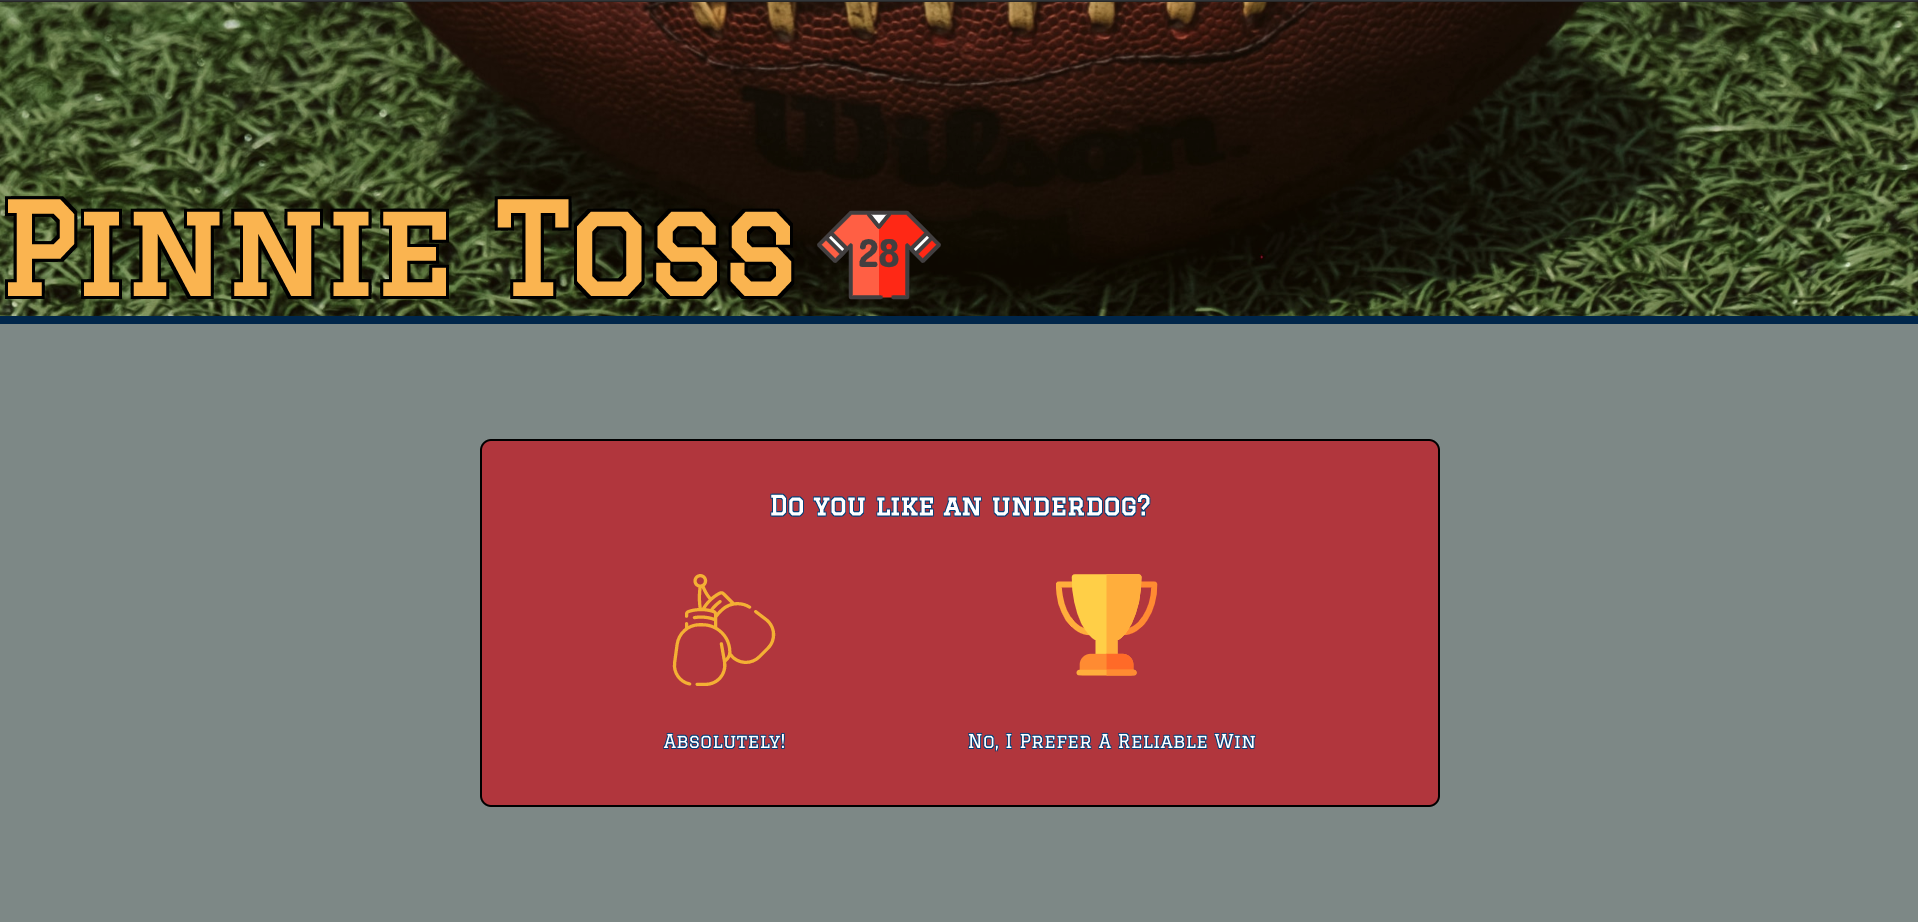 Wilson
Pinnie Toss
28
Do you like an underdog?
Absolutely!
No, I Prefer A Reliable Win